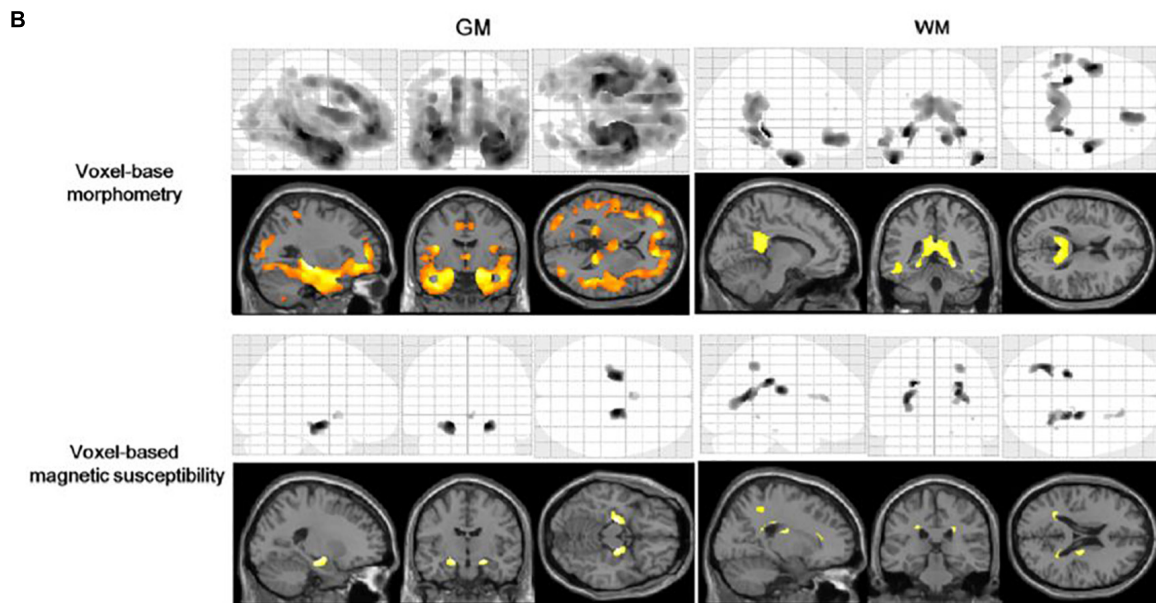 B
GM
WM
Voxel-base
morphometry
Voxel-based
magnetic susceptibility